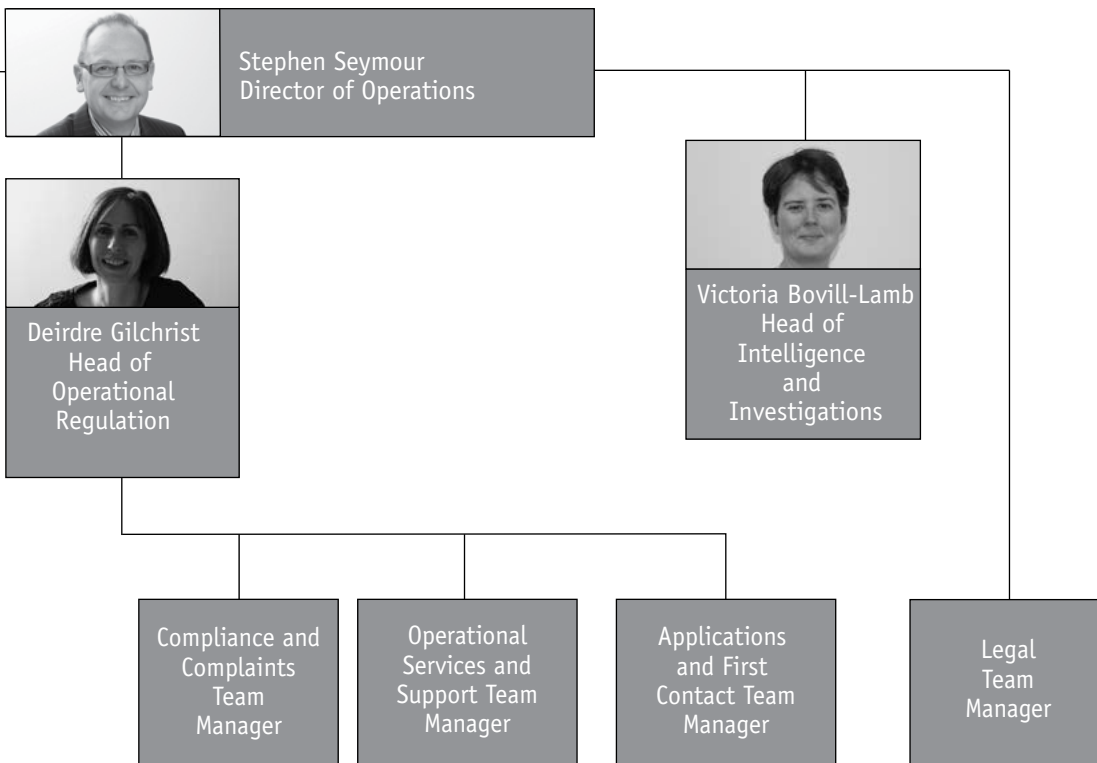 Stephen Seymour
Director of Operations
Deirdre Gilchrist
Head of
Operational
Regulation
Victoria Bovill-Lamb
Head of
Intelligence
and
Investigations
Compliance and
Complaints
Team
Manager
Operational
Services and
Support Team
Manager
Applications
and First
Contact Team
Manager
Legal
Team
Manager